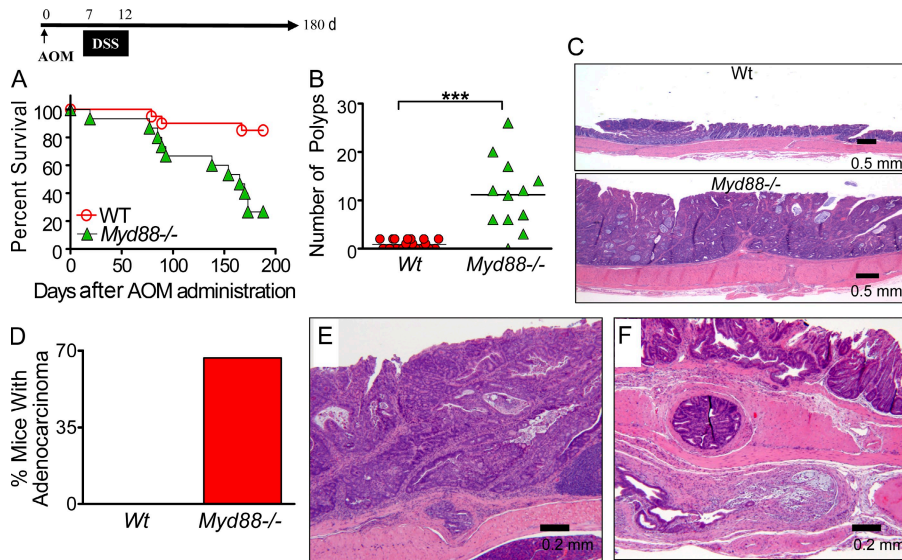 0 7 12
180 d
AOM
DSS
A
Percent Survival
100
80
60
40
20
0
WT
Myd88-/-
0 50 100 150 200
Days after AOM administration
B
***
Number of Polyps
30
20
10
0
Wt Myd88-/-
C
Wt
0.5 mm
Myd88-/-
0.5 mm
D
% Mice With
Adenocarcinoma
70
35
0
Wt Myd88-/-
E
0.2 mm
F
0.2 mm